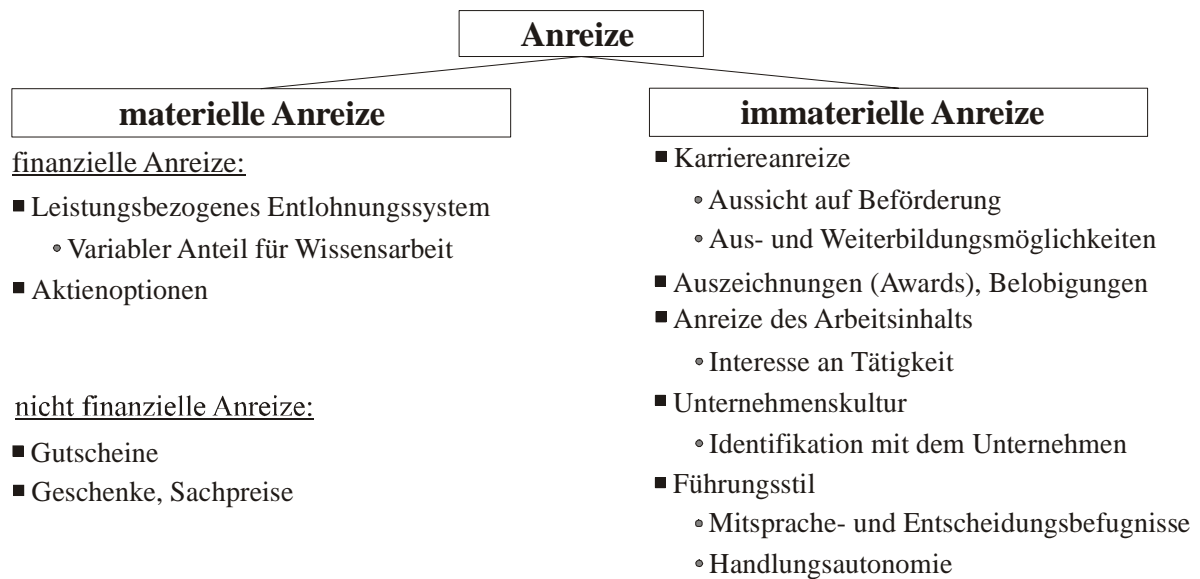 Anreize
materielle Anreize
finanzielle Anreize:
▪ Leistungsbezogenes Entlohnungssystem
• Variabler Anteil für Wissensarbeit
▪ Aktienoptionen
nicht finanzielle Anreize:
▪ Gutscheine
▪ Geschenke, Sachpreise
immaterielle Anreize
▪ Karriereanreize
• Aussicht auf Beförderung
• Aus- und Weiterbildungsmöglichkeiten
▪ Auszeichnungen (Awards), Belobigungen
▪ Anreize des Arbeitsinhalts
• Interesse an Tätigkeit
▪ Unternehmenskultur
• Identifikation mit dem Unternehmen
▪ Führungsstil
• Mitsprache- und Entscheidungsbefugnisse
• Handlungsautonomie